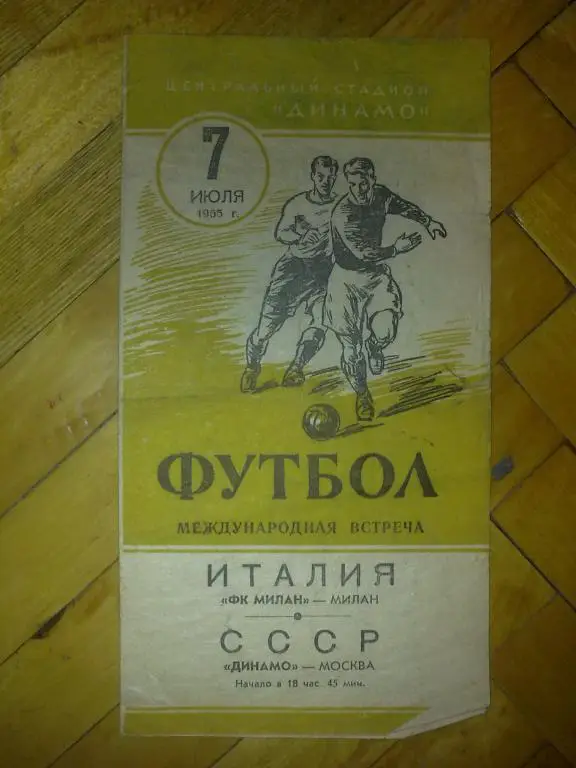 ЦЕНТРАЛЬНЫЙ СТАДИОН
«ДИНАМО»
7
ИЮЛЯ
1955 г.
ФУТБОЛ
МЕЖДУНАРОДНАЯ ВСТРЕЧА
ИТАЛИЯ
«ФК МИЛАН» — МИЛАН
СССР
«ДИНАМО» — МОСКВА
Начало в 18 час. 45 мин.